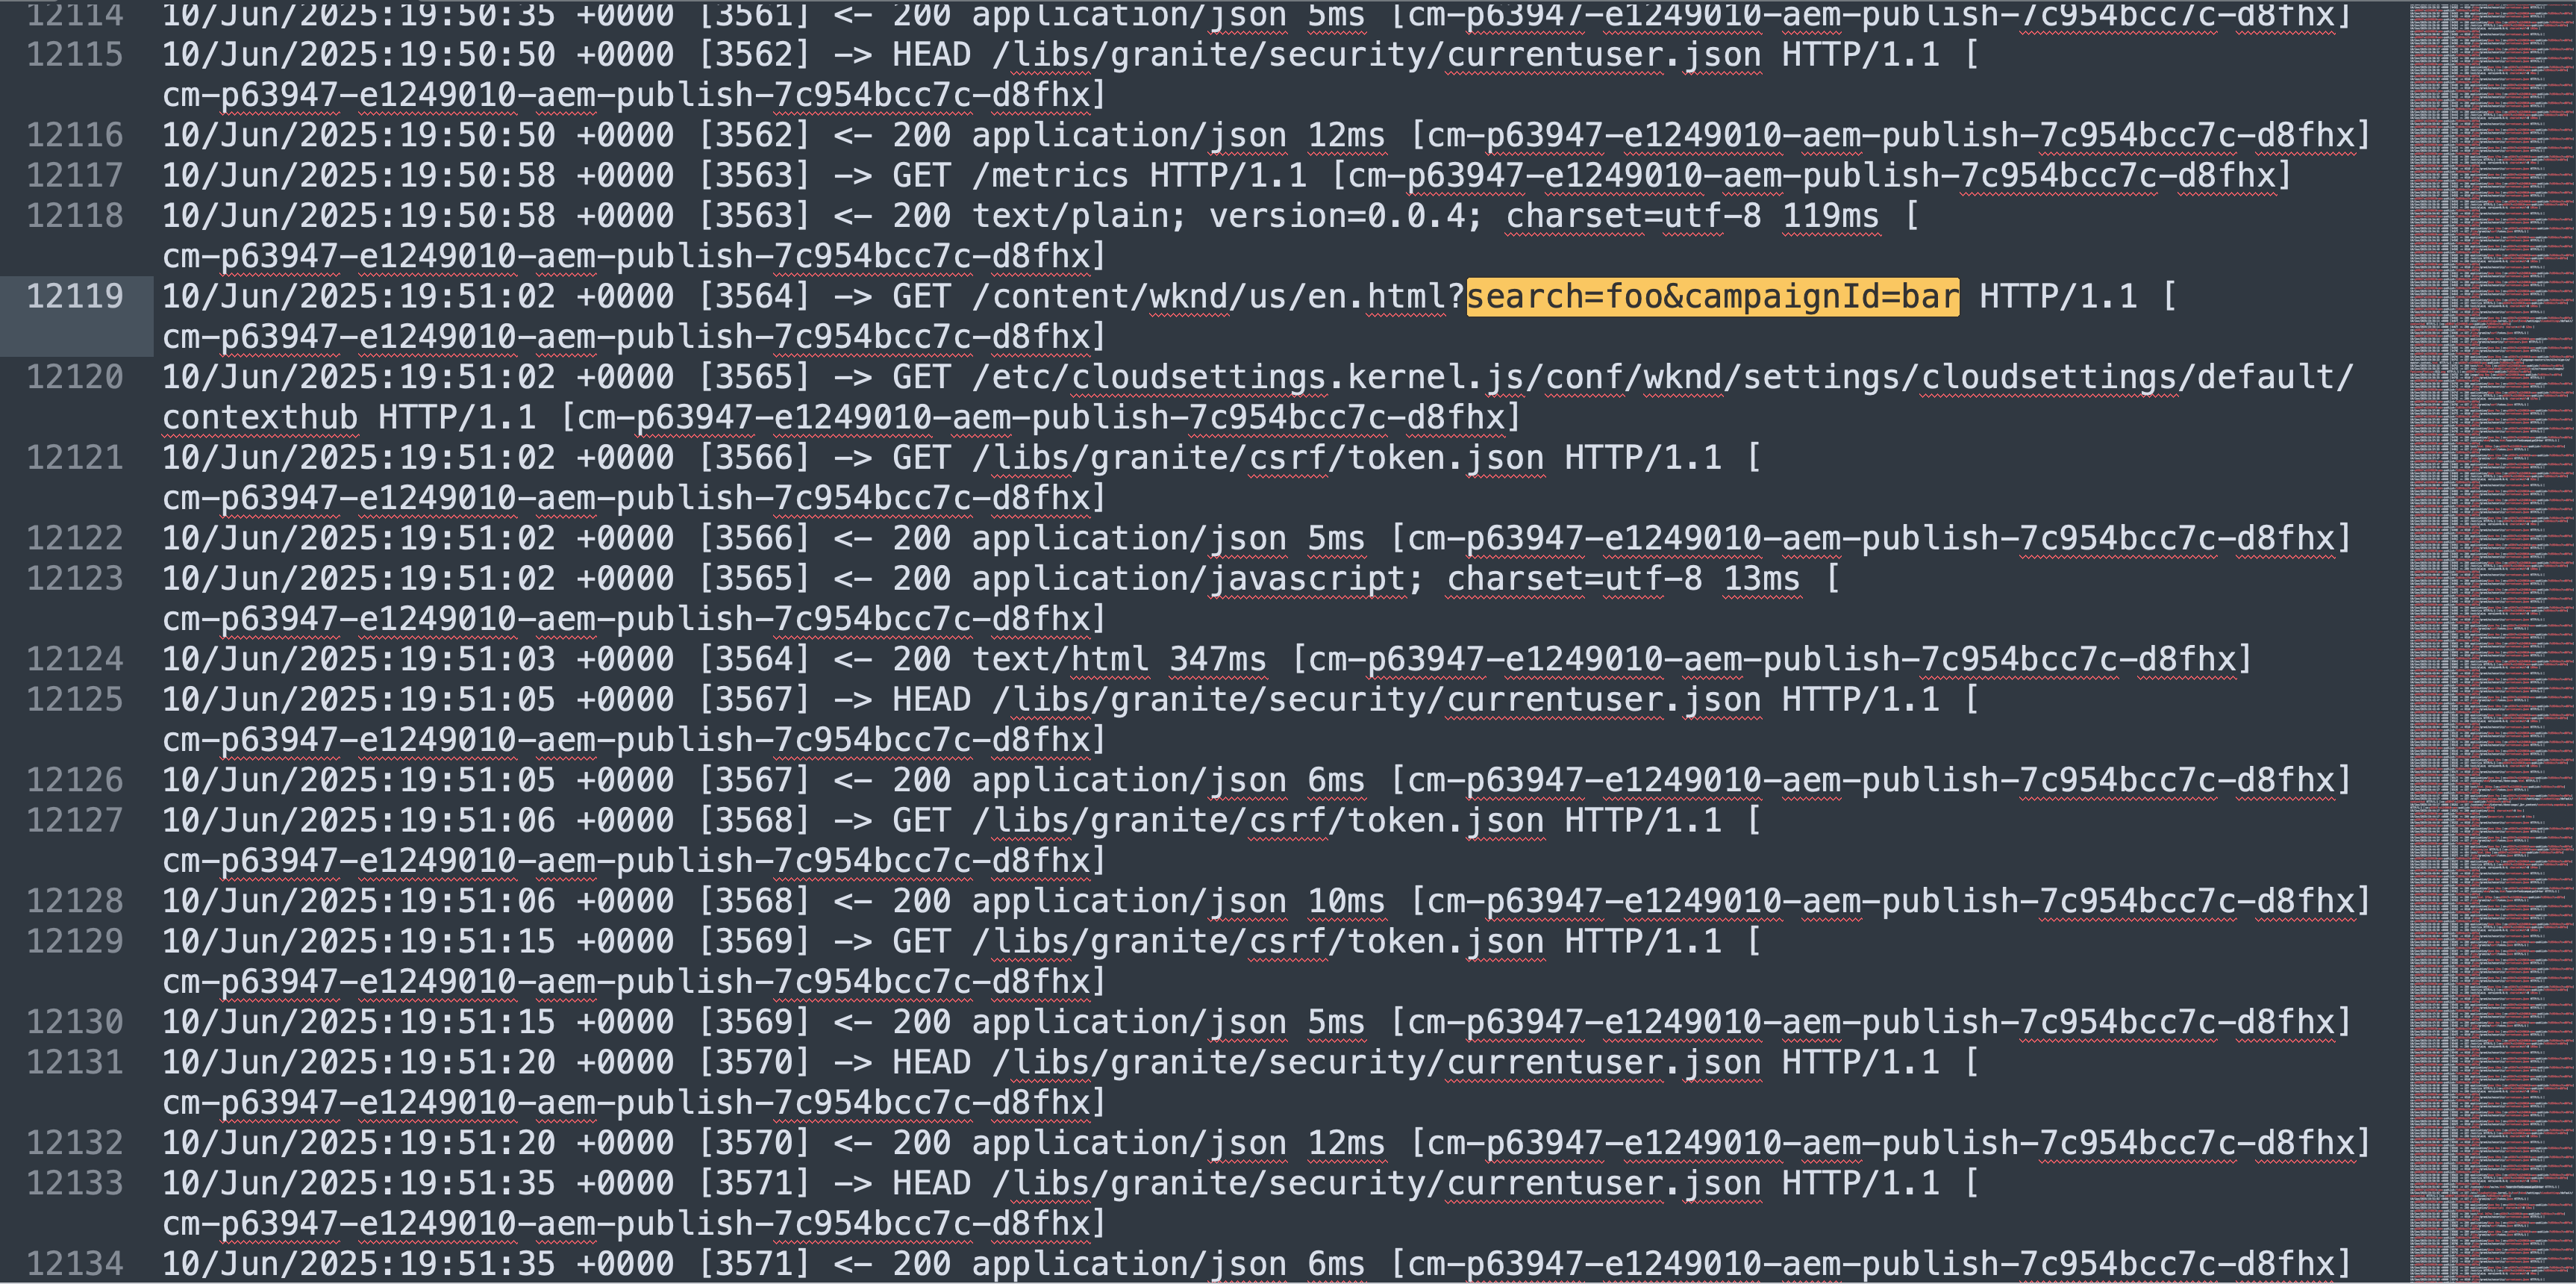 12114 10/Jun/2025:19:50:35 +0000 [3561] <- 200 application/json 5ms [cm-p63947-e1249010-aem-publish-7c954bcc7c-d8fhx]
12115 10/Jun/2025:19:50:50 +0000 [3562] -> HEAD /libs/granite/security/currentuser.json HTTP/1.1 [
cm-p63947-e1249010-aem-publish-7c954bcc7c-d8fhx]
12116 10/Jun/2025:19:50:50 +0000 [3562] <- 200 application/json 12ms [cm-p63947-e1249010-aem-publish-7c954bcc7c-d8fhx]
12117 10/Jun/2025:19:50:58 +0000 [3563] -> GET /metrics HTTP/1.1 [cm-p63947-e1249010-aem-publish-7c954bcc7c-d8fhx]
12118 10/Jun/2025:19:50:58 +0000 [3563] <- 200 text/plain; version=0.0.4; charset=utf-8 119ms [
cm-p63947-e1249010-aem-publish-7c954bcc7c-d8fhx]
12119 10/Jun/2025:19:51:02 +0000 [3564] -> GET /content/wknd/us/en.html?search=foo&campaignId=bar HTTP/1.1 [
cm-p63947-e1249010-aem-publish-7c954bcc7c-d8fhx]
12120 10/Jun/2025:19:51:02 +0000 [3565] -> GET /etc/cloudsettings.kernel.js/conf/wknd/settings/cloudsettings/default/
contexthub HTTP/1.1 [cm-p63947-e1249010-aem-publish-7c954bcc7c-d8fhx]
12121 10/Jun/2025:19:51:02 +0000 [3566] -> GET /libs/granite/csrf/token.json HTTP/1.1 [
cm-p63947-e1249010-aem-publish-7c954bcc7c-d8fhx]
12122 10/Jun/2025:19:51:02 +0000 [3566] <- 200 application/json 5ms [cm-p63947-e1249010-aem-publish-7c954bcc7c-d8fhx]
12123 10/Jun/2025:19:51:02 +0000 [3565] <- 200 application/javascript; charset=utf-8 13ms [
cm-p63947-e1249010-aem-publish-7c954bcc7c-d8fhx]
12124 10/Jun/2025:19:51:03 +0000 [3564] <- 200 text/html 347ms [cm-p63947-e1249010-aem-publish-7c954bcc7c-d8fhx]
12125 10/Jun/2025:19:51:05 +0000 [3567] -> HEAD /libs/granite/security/currentuser.json HTTP/1.1 [
cm-p63947-e1249010-aem-publish-7c954bcc7c-d8fhx]
12126 10/Jun/2025:19:51:05 +0000 [3567] <- 200 application/json 6ms [cm-p63947-e1249010-aem-publish-7c954bcc7c-d8fhx]
12127 10/Jun/2025:19:51:06 +0000 [3568] -> GET /libs/granite/csrf/token.json HTTP/1.1 [
cm-p63947-e1249010-aem-publish-7c954bcc7c-d8fhx]
12128 10/Jun/2025:19:51:06 +0000 [3568] <- 200 application/json 10ms [cm-p63947-e1249010-aem-publish-7c954bcc7c-d8fhx]
12129 10/Jun/2025:19:51:15 +0000 [3569] -> GET /libs/granite/csrf/token.json HTTP/1.1 [
cm-p63947-e1249010-aem-publish-7c954bcc7c-d8fhx]
12130 10/Jun/2025:19:51:15 +0000 [3569] <- 200 application/json 5ms [cm-p63947-e1249010-aem-publish-7c954bcc7c-d8fhx]
12131 10/Jun/2025:19:51:20 +0000 [3570] -> HEAD /libs/granite/security/currentuser.json HTTP/1.1 [
cm-p63947-e1249010-aem-publish-7c954bcc7c-d8fhx]
12132 10/Jun/2025:19:51:20 +0000 [3570] <- 200 application/json 12ms [cm-p63947-e1249010-aem-publish-7c954bcc7c-d8fhx]
12133 10/Jun/2025:19:51:35 +0000 [3571] -> HEAD /libs/granite/security/currentuser.json HTTP/1.1 [
cm-p63947-e1249010-aem-publish-7c954bcc7c-d8fhx]
12134 10/Jun/2025:19:51:35 +0000 [3571] <- 200 application/json 6ms [cm-p63947-e1249010-aem-publish-7c954bcc7c-d8fhx]